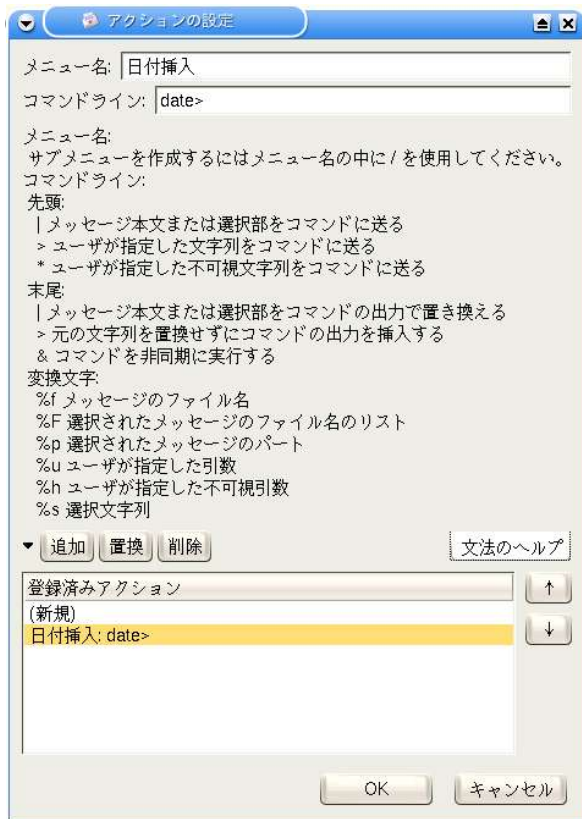 アクションの設定
メニュー名: 日付挿入
コマンドライン: date>
メニュー名:
サブメニューを作成するにはメニュー名の中に / を使用してください。
コマンドライン:
先頭:
| メッセージ本文または選択部をコマンドに送る
> ユーザが指定した文字列をコマンドに送る
* ユーザが指定した不可視文字列をコマンドに送る
末尾:
| メッセージ本文または選択部をコマンドの出力で置き換える
> 元の文字列を置換せずにコマンドの出力を挿入する
& コマンドを非同期に実行する
変換文字:
%f メッセージのファイル名
%F 選択されたメッセージのファイル名のリスト
%p 選択されたメッセージのパート
%u ユーザが指定した引数
%h ユーザが指定した不可視引数
%s 選択文字列
追加 置換 削除 文法のヘルプ
登録済みアクション
(新規)
日付挿入: date>
OK キャンセル